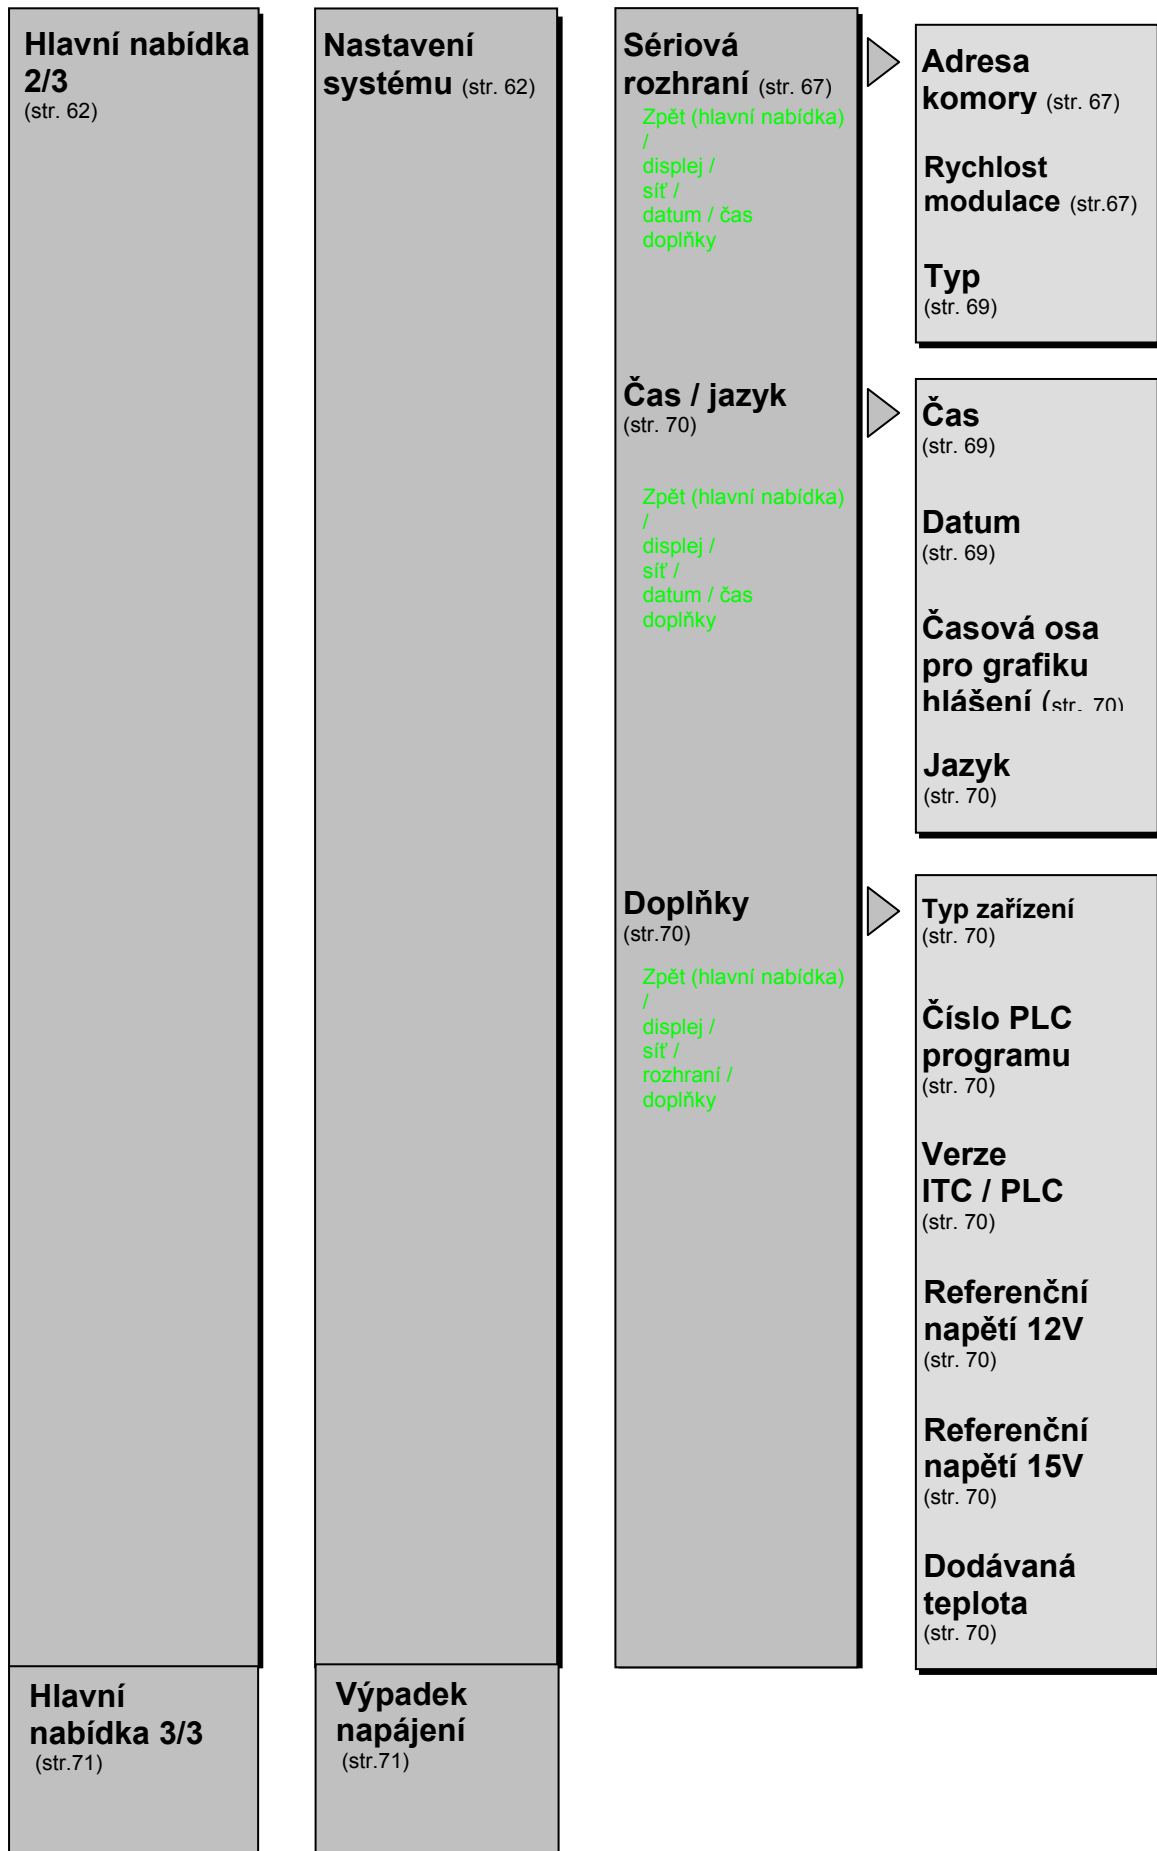 Hlavní nabídka
2/3
(str. 62)
Nastavení
systému (str. 62)
Sériová
rozhraní (str. 67)
Zpět (hlavní nabídka)
/
displej /
síť /
datum / čas
doplňky
Adresa
komory (str. 67)
Rychlost
modulace (str.67)
Typ
(str. 69)
Čas / jazyk
(str. 70)
Zpět (hlavní nabídka)
/
displej /
síť /
datum / čas
doplňky
Čas
(str. 69)
Datum
(str. 69)
Časová osa
pro grafiku
hlášení (str. 70)
Jazyk
(str. 70)
Doplňky
(str.70)
Zpět (hlavní nabídka)
/
displej /
síť /
rozhraní /
doplňky
Typ zařízení
(str. 70)
Číslo PLC
programu
(str. 70)
Verze
ITC / PLC
(str. 70)
Referenční
napětí 12V
(str. 70)
Referenční
napětí 15V
(str. 70)
Dodávaná
teplota
(str. 70)
Hlavní
nabídka 3/3
(str.71)
Výpadek
napájení
(str.71)